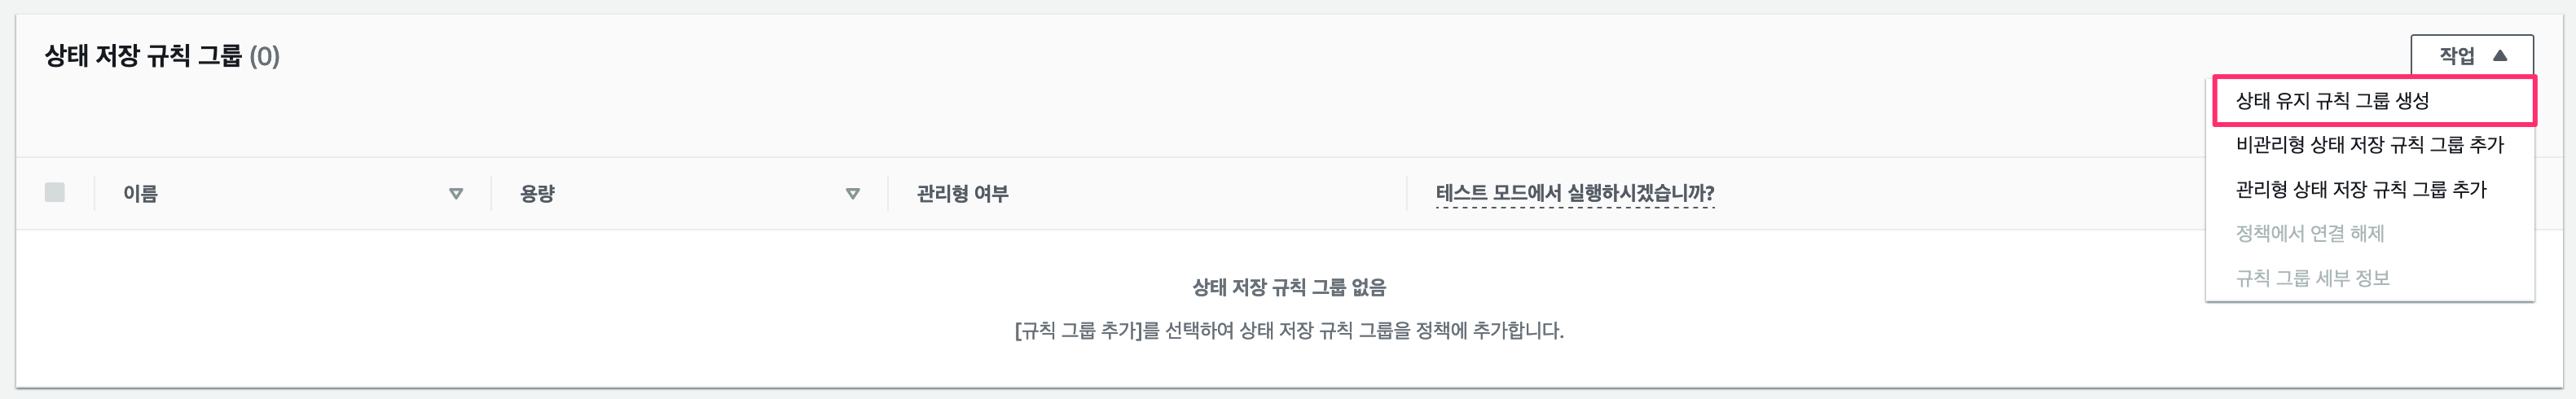 상태 저장 규칙 그룹 (0)
작업
상태 유지 규칙 그룹 생성
비관리형 상태 저장 규칙 그룹 추가
관리형 상태 저장 규칙 그룹 추가
정책에서 연결 해제
규칙 그룹 세부 정보
이름 용량 관리형 여부 테스트 모드에서 실행하시겠습니까?
상태 저장 규칙 그룹 없음
[규칙 그룹 추가]를 선택하여 상태 저장 규칙 그룹을 정책에 추가합니다.